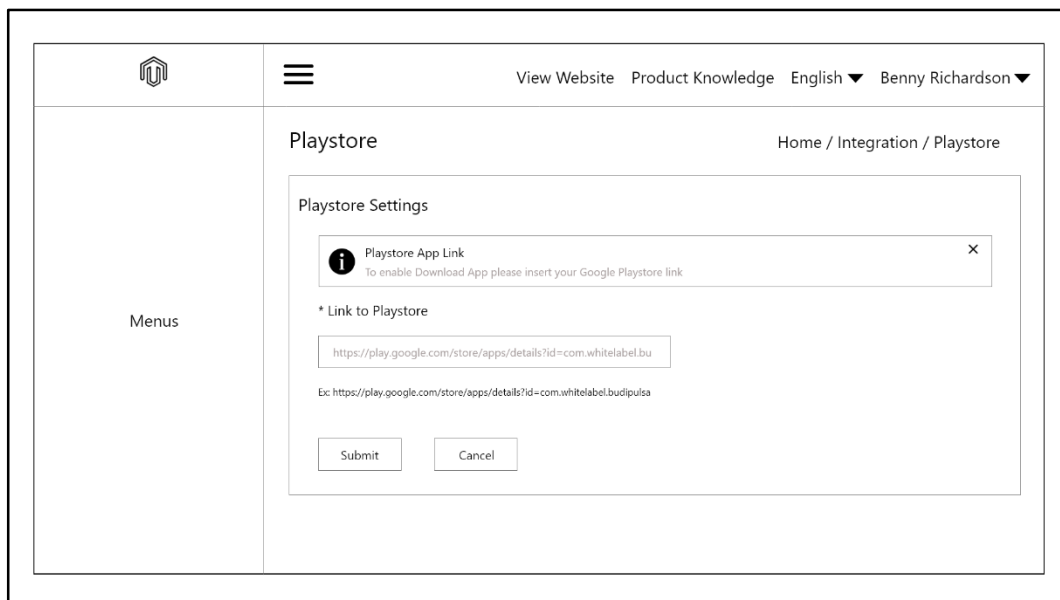 View Website Product Knowledge English Benny Richardson
Playstore Home / Integration / Playstore
Playstore Settings
Playstore App Link
To enable Download App please insert your Google Playstore link
* Link to Playstore
Menus
https://play.google.com/store/apps/details?id=com.whitelabel.bu
Ex: https://play.google.com/store/apps/details?id=com.whitelabel.budipulsa
Submit Cancel